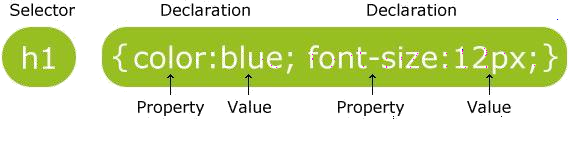 Selector Declaration Declaration
h1 {color:blue; font-size:12px;}
Property Value Property Value